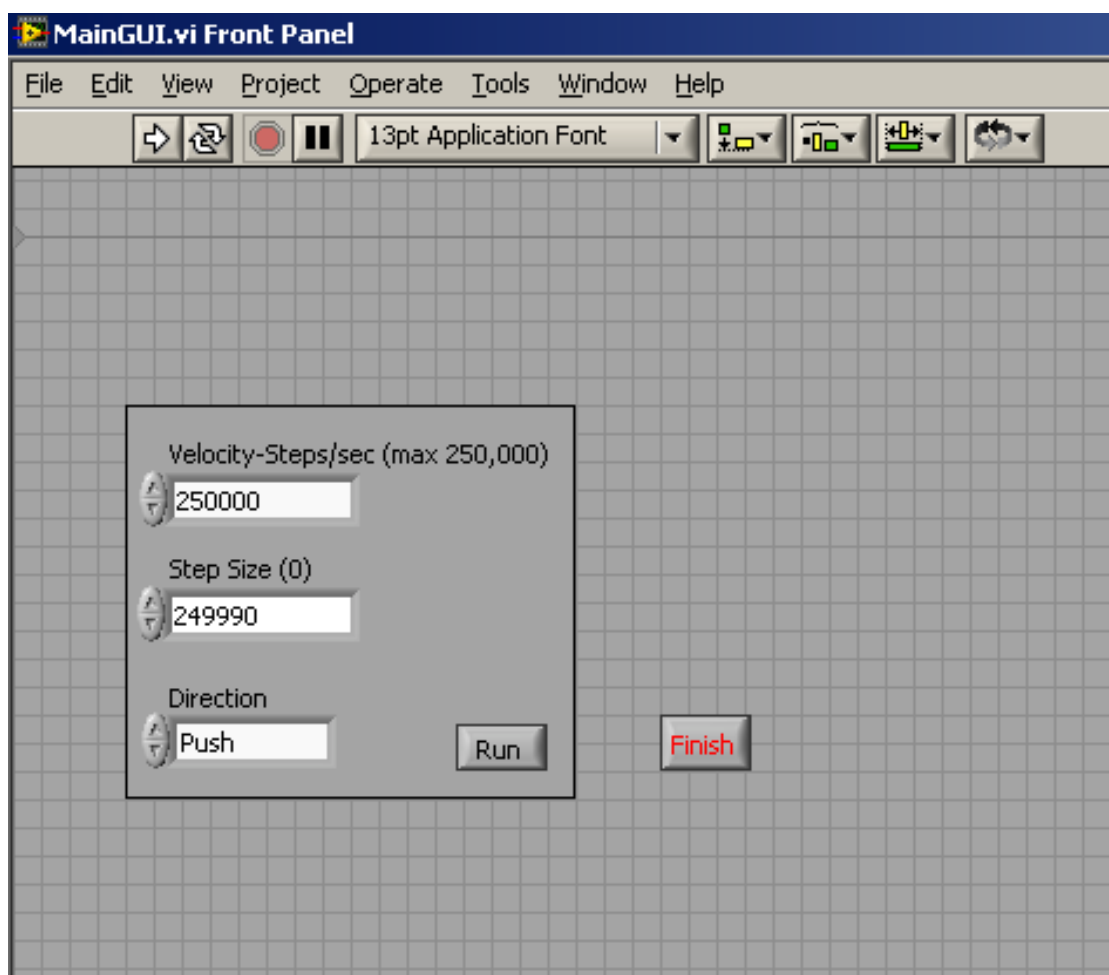 MainGUI.vi Front Panel
File Edit View Project Operate Tools Window Help
13pt Application Font
Velocity-Steps/sec (max 250,000)
250000
Step Size (0)
249990
Direction
Push
Run
Finish